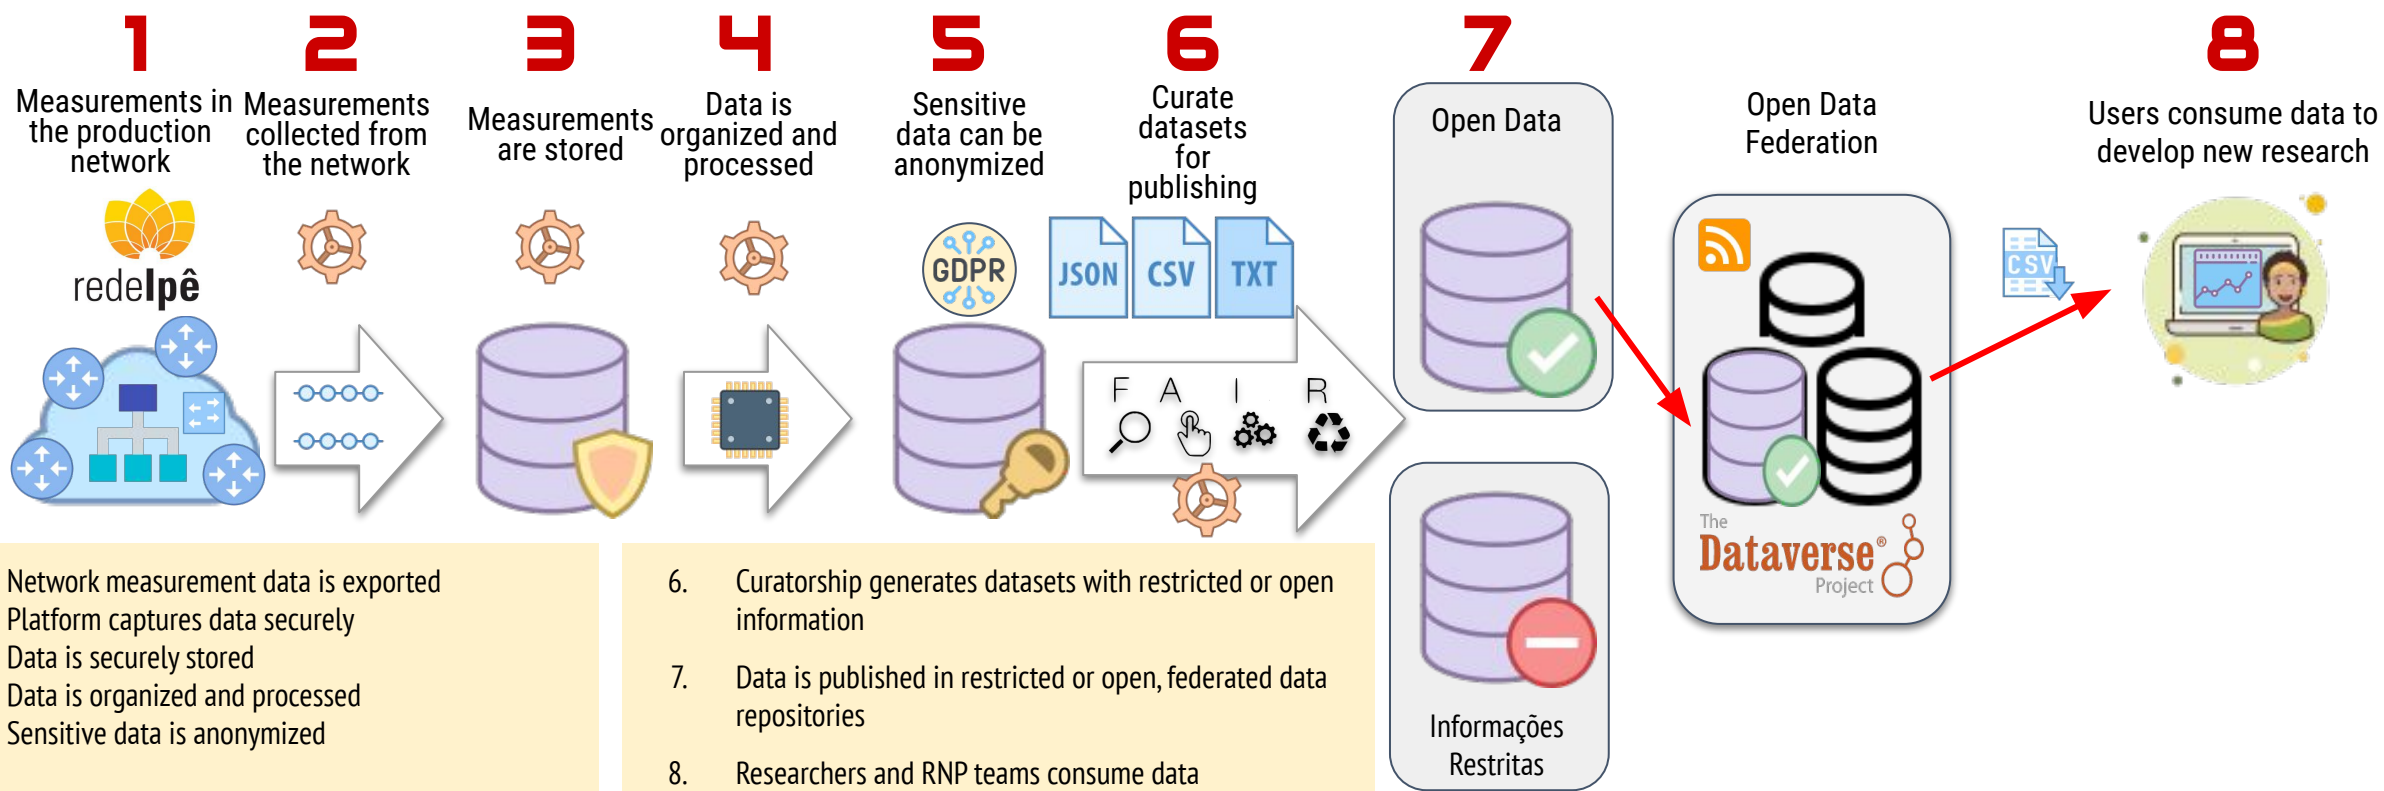 1
Measurements in
the production
network
redeIpê
2
Measurements
collected from
the network
3
Measurements
are stored
4
Data is
organized and
processed
5
Sensitive
data can be
anonymized
GDPR
6
Curate
datasets
for
publishing
JSON
CSV
TXT
F A I R
7
Open Data
Informações
Restritas
Open Data
Federation
The
Dataverse®
Project
CSV
8
Users consume data to
develop new research
Network measurement data is exported
Platform captures data securely
Data is securely stored
Data is organized and processed
Sensitive data is anonymized
6. Curatorship generates datasets with restricted or open
information
7. Data is published in restricted or open, federated data
repositories
8. Researchers and RNP teams consume data